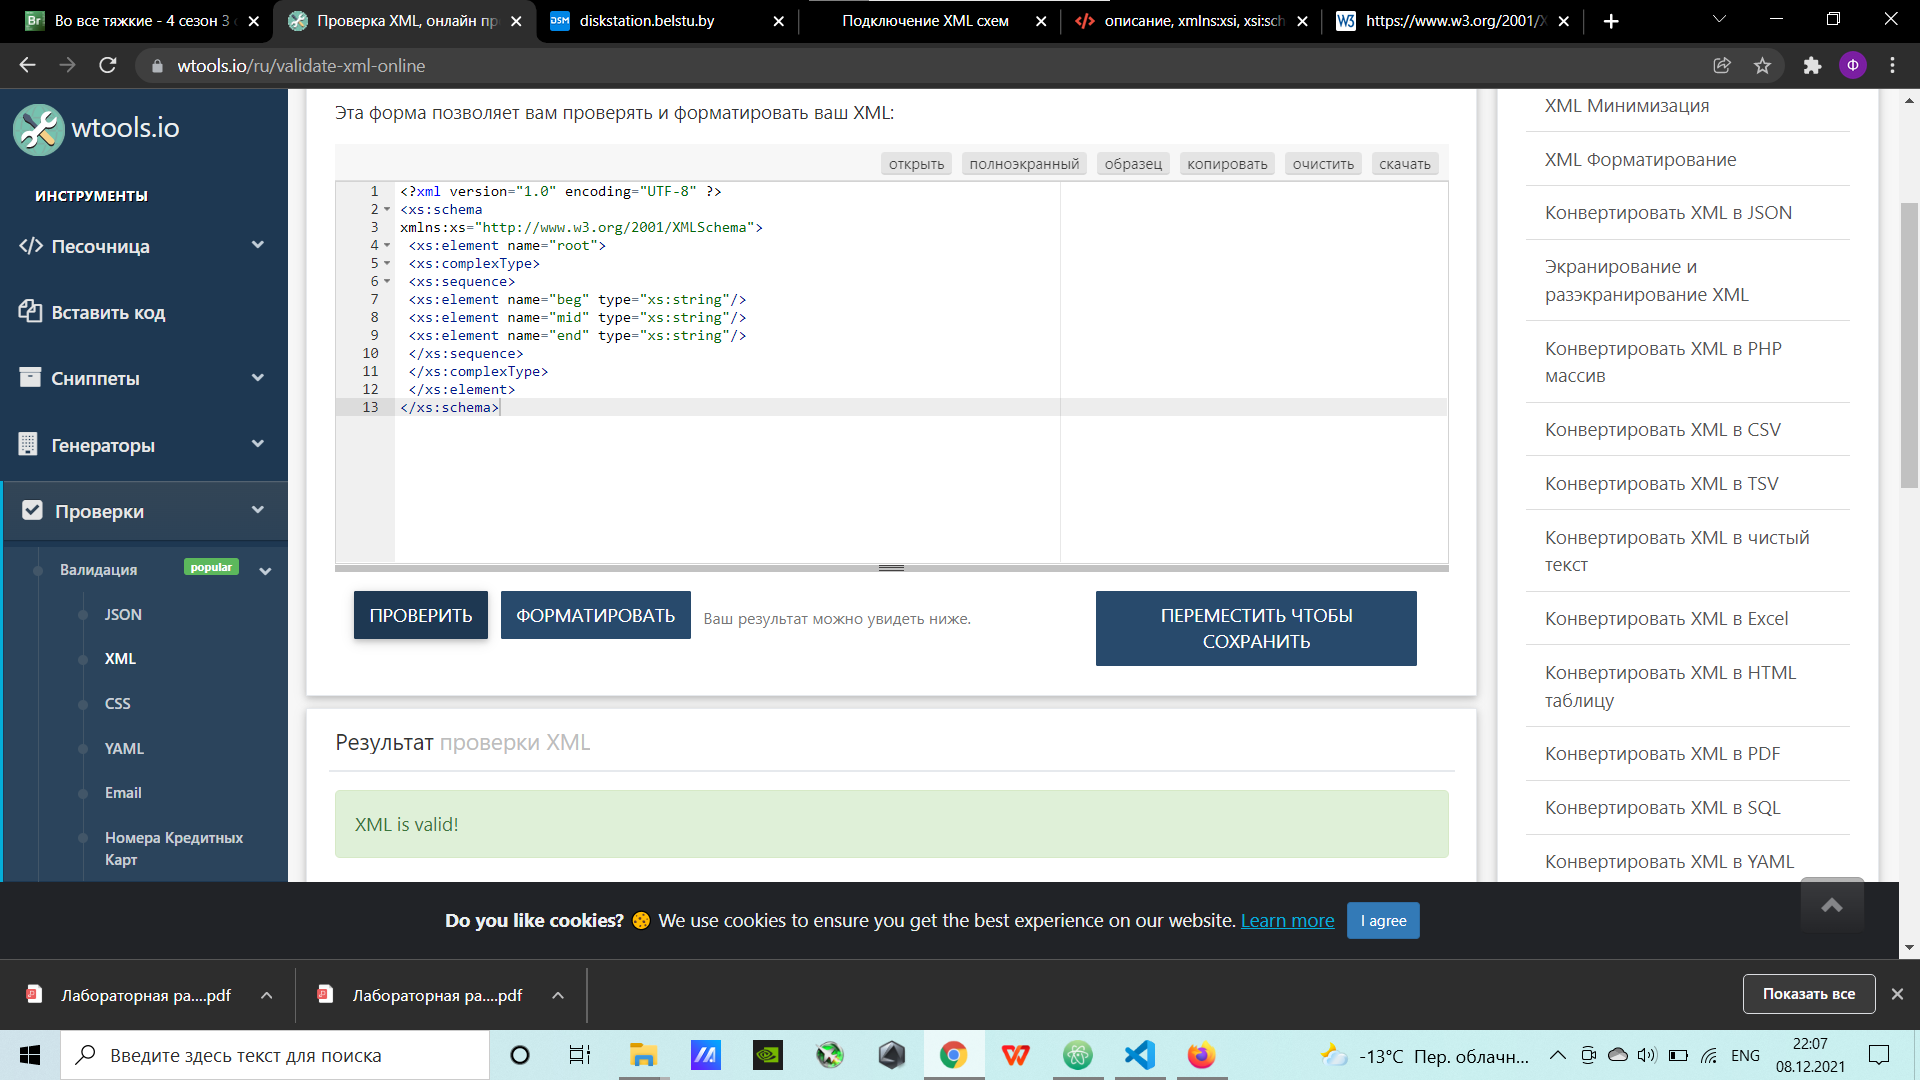 Во все тяжкие - 4 сезон 3
Проверка XML, онлайн пр
diskstation.belstu.by
Подключение XML схем
описание, xmlns:xsi, xsi:sch
https://www.w3.org/2001/X
wtools.io/ru/validate-xml-online
wtools.io
ИНСТРУМЕНТЫ
Песочница
Вставить код
Сниппеты
Генераторы
Проверки
Валидация
popular
JSON
XML
CSS
YAML
Email
Номера Кредитных
Карт
Эта форма позволяет вам проверять и форматировать ваш XML:
открыть полноэкранный образец копировать очистить скачать
1 <?xml version="1.0" encoding="UTF-8" ?>
2 <xs:schema
3 xmlns:xs="http://www.w3.org/2001/XMLSchema">
4 <xs:element name="root">
5 <xs:complexType>
6 <xs:sequence>
7 <xs:element name="beg" type="xs:string"/>
8 <xs:element name="mid" type="xs:string"/>
9 <xs:element name="end" type="xs:string"/>
10 </xs:sequence>
11 </xs:complexType>
12 </xs:element>
13 </xs:schema>
ПРОВЕРИТЬ
ФОРМАТИРОВАТЬ
Ваш результат можно увидеть ниже.
ПЕРЕМЕСТИТЬ ЧТОБЫ
СОХРАНИТЬ
Результат проверки XML
XML is valid!
XML Минимизация
XML Форматирование
Конвертировать XML в JSON
Экранирование и
разэкранирование XML
Конвертировать XML в PHP
массив
Конвертировать XML в CSV
Конвертировать XML в TSV
Конвертировать XML в чистый
текст
Конвертировать XML в Excel
Конвертировать XML в HTML
таблицу
Конвертировать XML в PDF
Конвертировать XML в SQL
Конвертировать XML в YAML
Do you like cookies? We use cookies to ensure you get the best experience on our website. Learn more
I agree
Лабораторная ра....pdf
Лабораторная ра....pdf
Показать все
Введите здесь текст для поиска
-13°C Пер. облачн...
ENG
22:07
08.12.2021